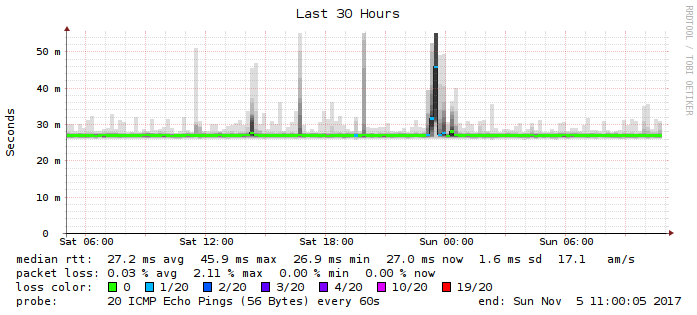 Last 30 Hours
RRDTOOL / TOBI OETIKER
Seconds
50 m
40 m
30 m
20 m
10 m
0
Sat 06:00 Sat 12:00 Sat 18:00 Sun 00:00 Sun 06:00
median rtt: 27.2 ms avg 45.9 ms max 26.9 ms min 27.0 ms now 1.6 ms sd 17.1 am/s
packet loss: 0.03 % avg 2.11 % max 0.00 % min 0.00 % now
loss color: 0 1/20 2/20 3/20 4/20 10/20 19/20
probe: 20 ICMP Echo Pings (56 Bytes) every 60s end: Sun Nov 5 11:00:05 2017